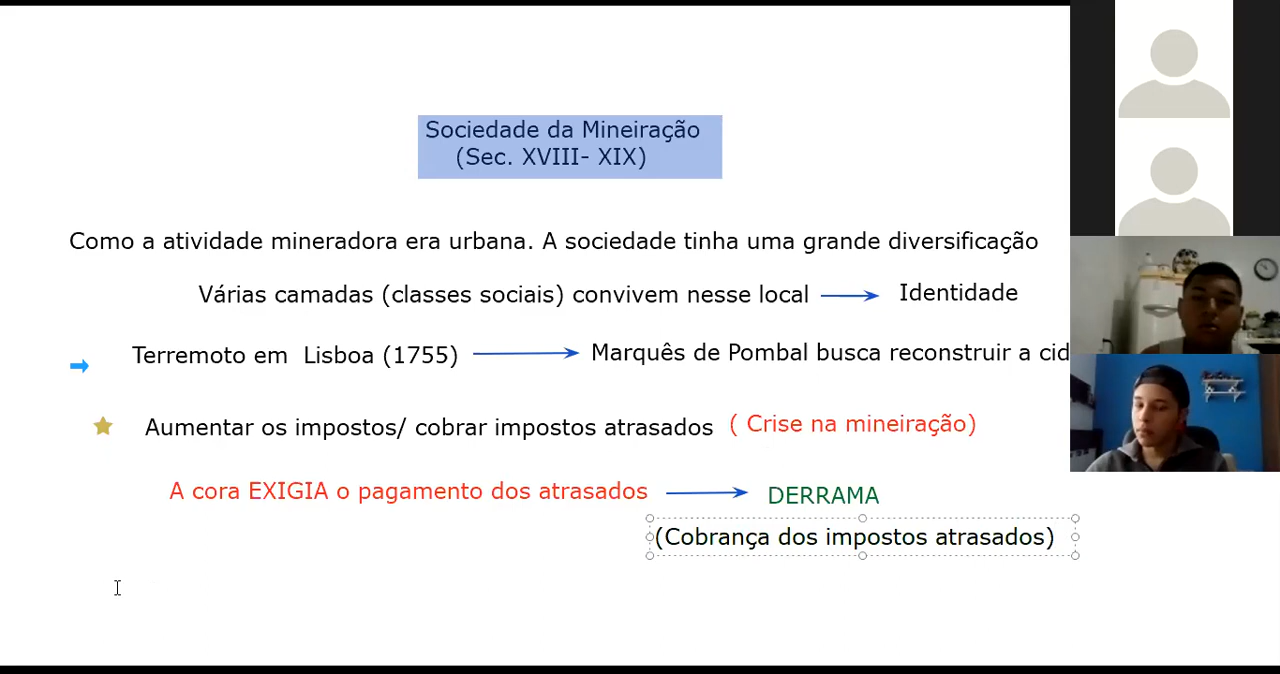 Sociedade da Mineiração
(Sec. XVIII- XIX)
Como a atividade mineradora era urbana. A sociedade tinha uma grande diversificação
Várias camadas (classes sociais) convivem nesse local
Identidade
Terremoto em Lisboa (1755)
Marquês de Pombal busca reconstruir a cid
Aumentar os impostos/ cobrar impostos atrasados
( Crise na mineiração)
A cora EXIGIA o pagamento dos atrasados
DERRAMA
(Cobrança dos impostos atrasados)